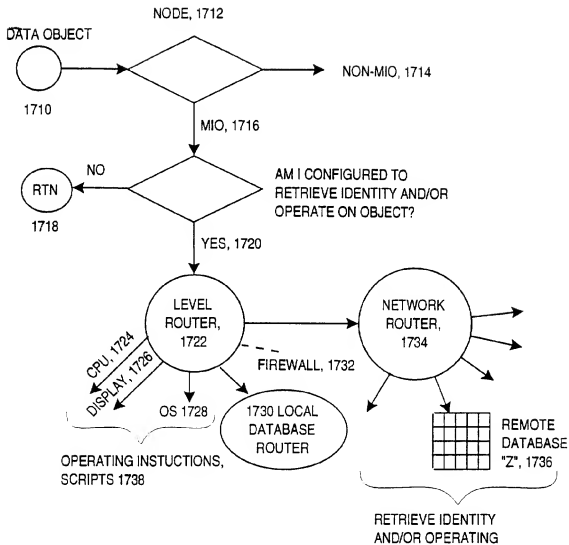 NODE, 1712
DATA OBJECT
NON-MIO, 1714
1710
MIO, 1716
NO
AM I CONFIGURED TO
RETRIEVE IDENTITY AND/OR
OPERATE ON OBJECT?
RTN
1718
YES, 1720
LEVEL
ROUTER,
1722
NETWORK
ROUTER,
1734
CPU, 1724
DISPLAY, 1726
FIREWALL, 1732
OS 1728
1730 LOCAL
DATABASE
ROUTER
REMOTE
DATABASE
"Z", 1736
OPERATING INSTUCTIONS,
SCRIPTS 1738
RETRIEVE IDENTITY
AND/OR OPERATING